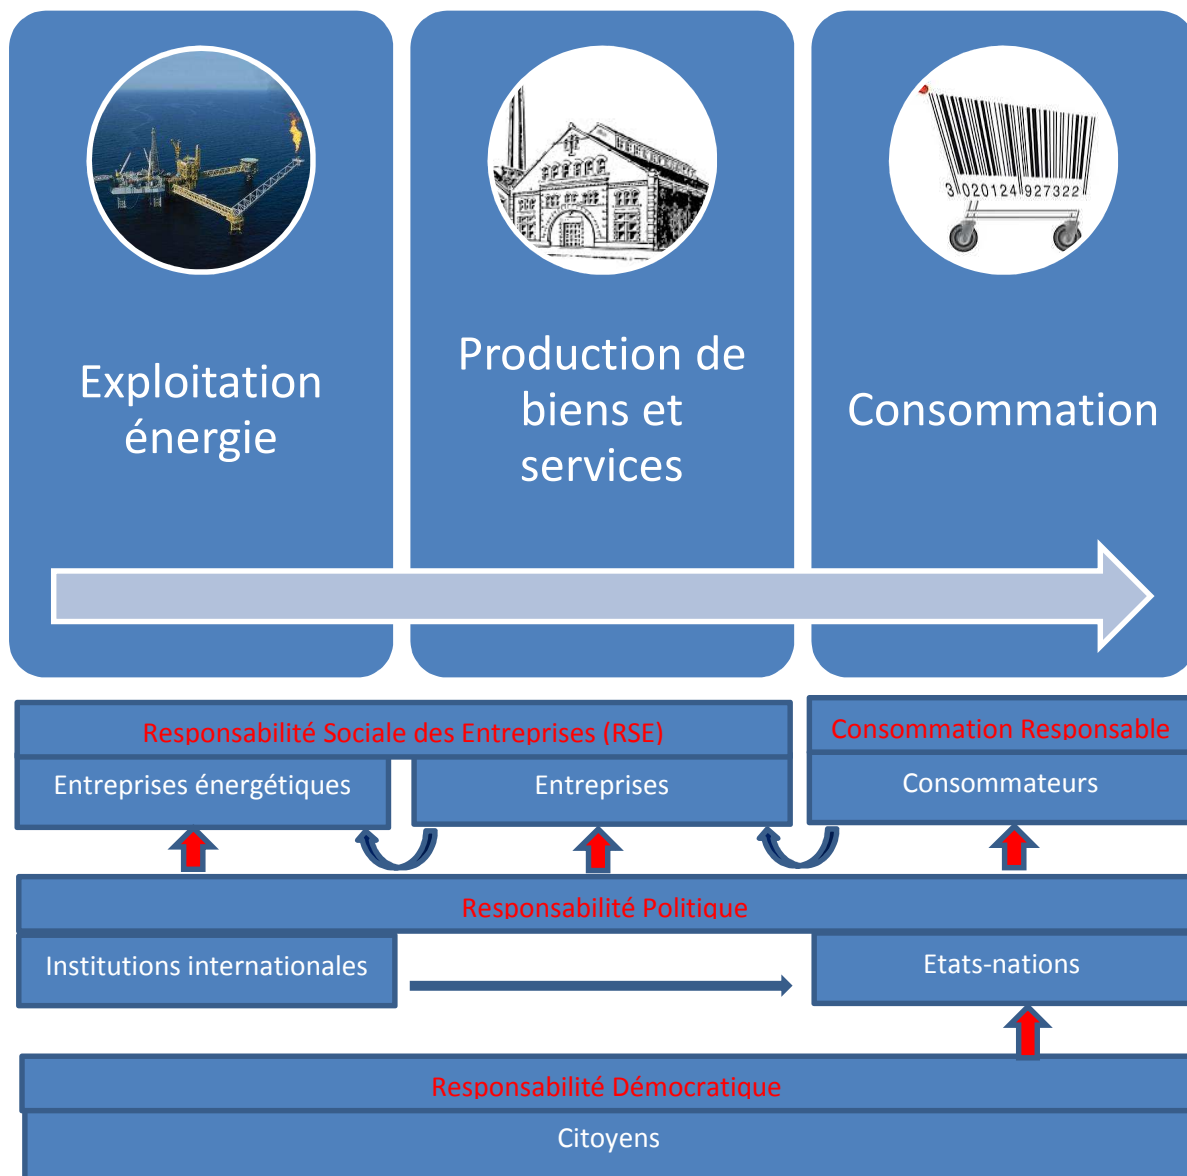 3 020124 927322
Exploitation
énergie
Production de
biens et
services
Consommation
Responsabilité Sociale des Entreprises (RSE)
Consommation Responsable
Entreprises énergétiques
Entreprises
Consommateurs
Responsabilité Politique
Institutions internationales
Etats-nations
Responsabilité Démocratique
Citoyens